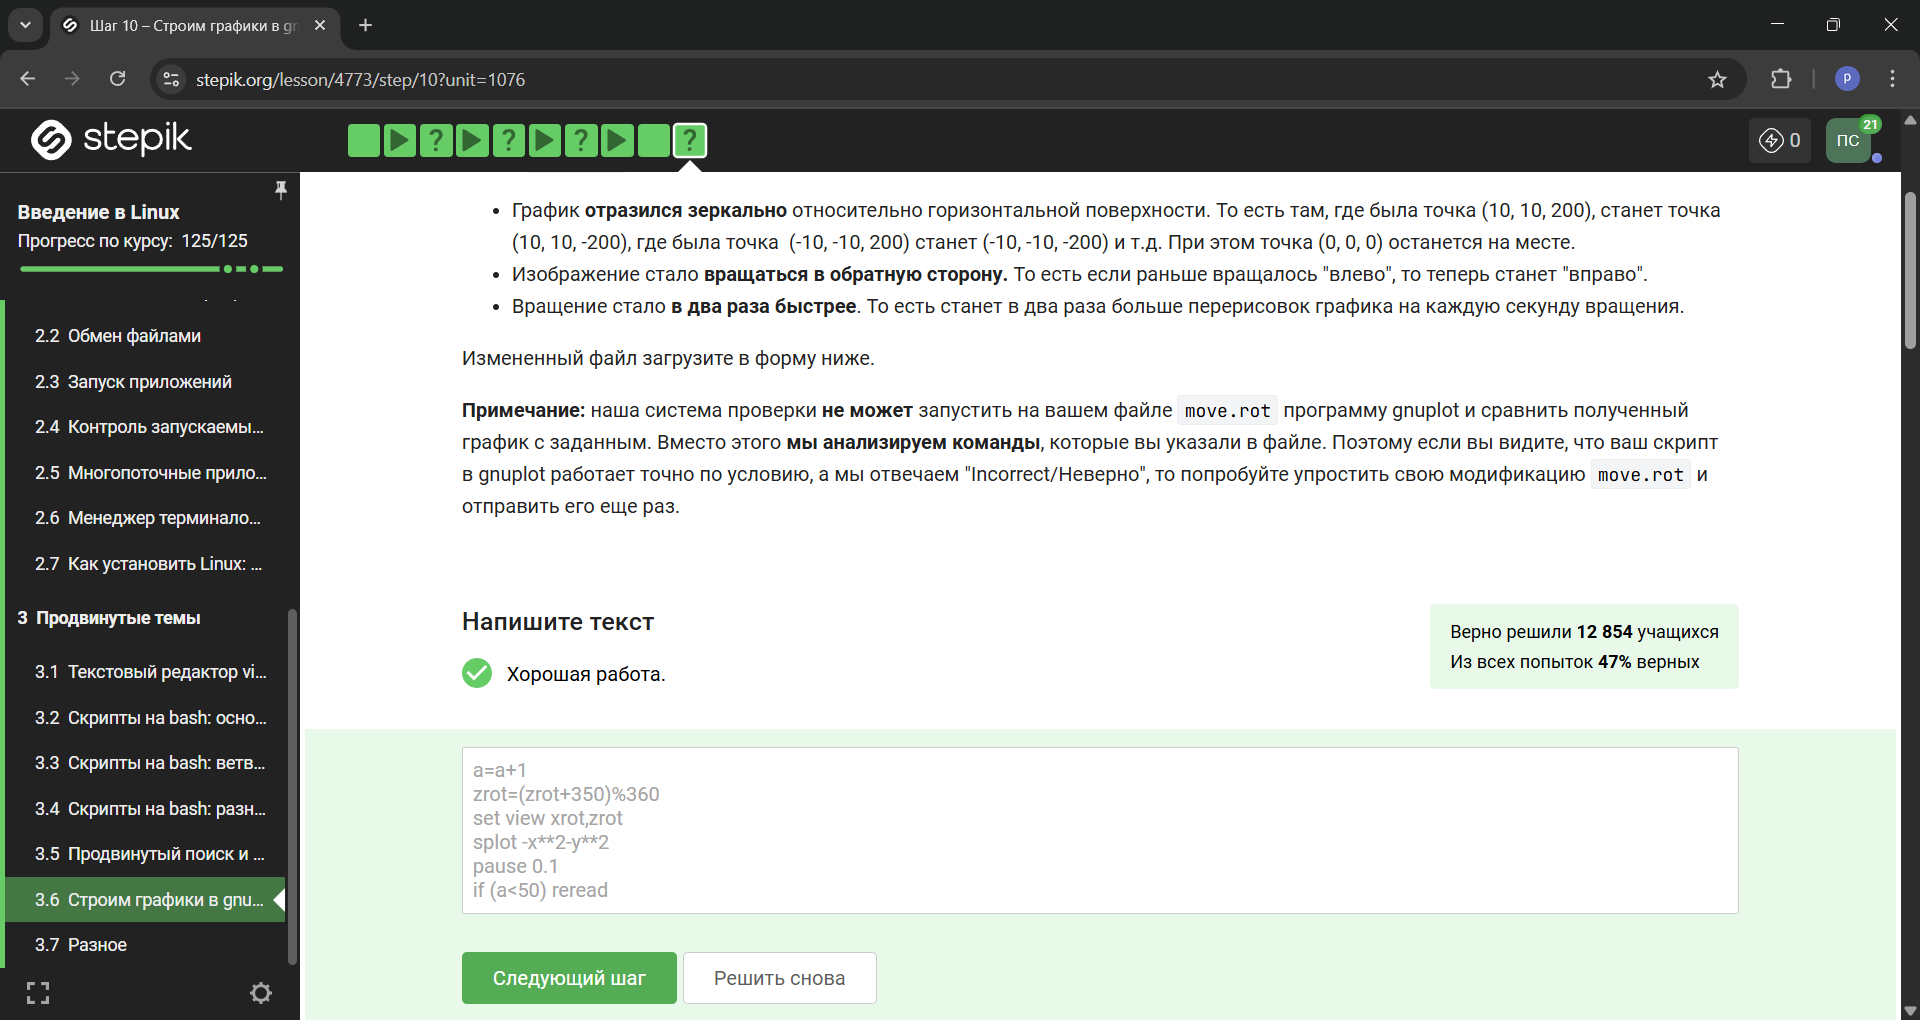 Шаг 10 – Строим графики в gn
stepik.org/lesson/4773/step/10?unit=1076
P
stepik
?
?
?
?
0
ПС
21
Введение в Linux
Прогресс по курсу: 125/125
2.2 Обмен файлами
2.3 Запуск приложений
2.4 Контроль запускаемы...
2.5 Многопоточные прило...
2.6 Менеджер терминало...
2.7 Как установить Linux: ...
3 Продвинутые темы
3.1 Текстовый редактор vi...
3.2 Скрипты на bash: осно...
3.3 Скрипты на bash: ветв...
3.4 Скрипты на bash: разн...
3.5 Продвинутый поиск и ...
3.6 Строим графики в gnu...
3.7 Разное
• График отразился зеркально относительно горизонтальной поверхности. То есть там, где была точка (10, 10, 200), станет точка
(10, 10, -200), где была точка (-10, -10, 200) станет (-10, -10, -200) и т.д. При этом точка (0, 0, 0) останется на месте.
• Изображение стало вращаться в обратную сторону. То есть если раньше вращалось "влево", то теперь станет "вправо".
• Вращение стало в два раза быстрее. То есть станет в два раза больше перерисовок графика на каждую секунду вращения.
Измененный файл загрузите в форму ниже.
Примечание: наша система проверки не может запустить на вашем файле move.rot программу gnuplot и сравнить полученный
график с заданным. Вместо этого мы анализируем команды, которые вы указали в файле. Поэтому если вы видите, что ваш скрипт
в gnuplot работает точно по условию, а мы отвечаем "Incorrect/Неверно", то попробуйте упростить свою модификацию move.rot и
отправить его еще раз.
Напишите текст
Хорошая работа.
Верно решили 12 854 учащихся
Из всех попыток 47% верных
a=a+1
zrot=(zrot+350)%360
set view xrot,zrot
splot -x**2-y**2
pause 0.1
if (a<50) reread
Следующий шаг
Решить снова